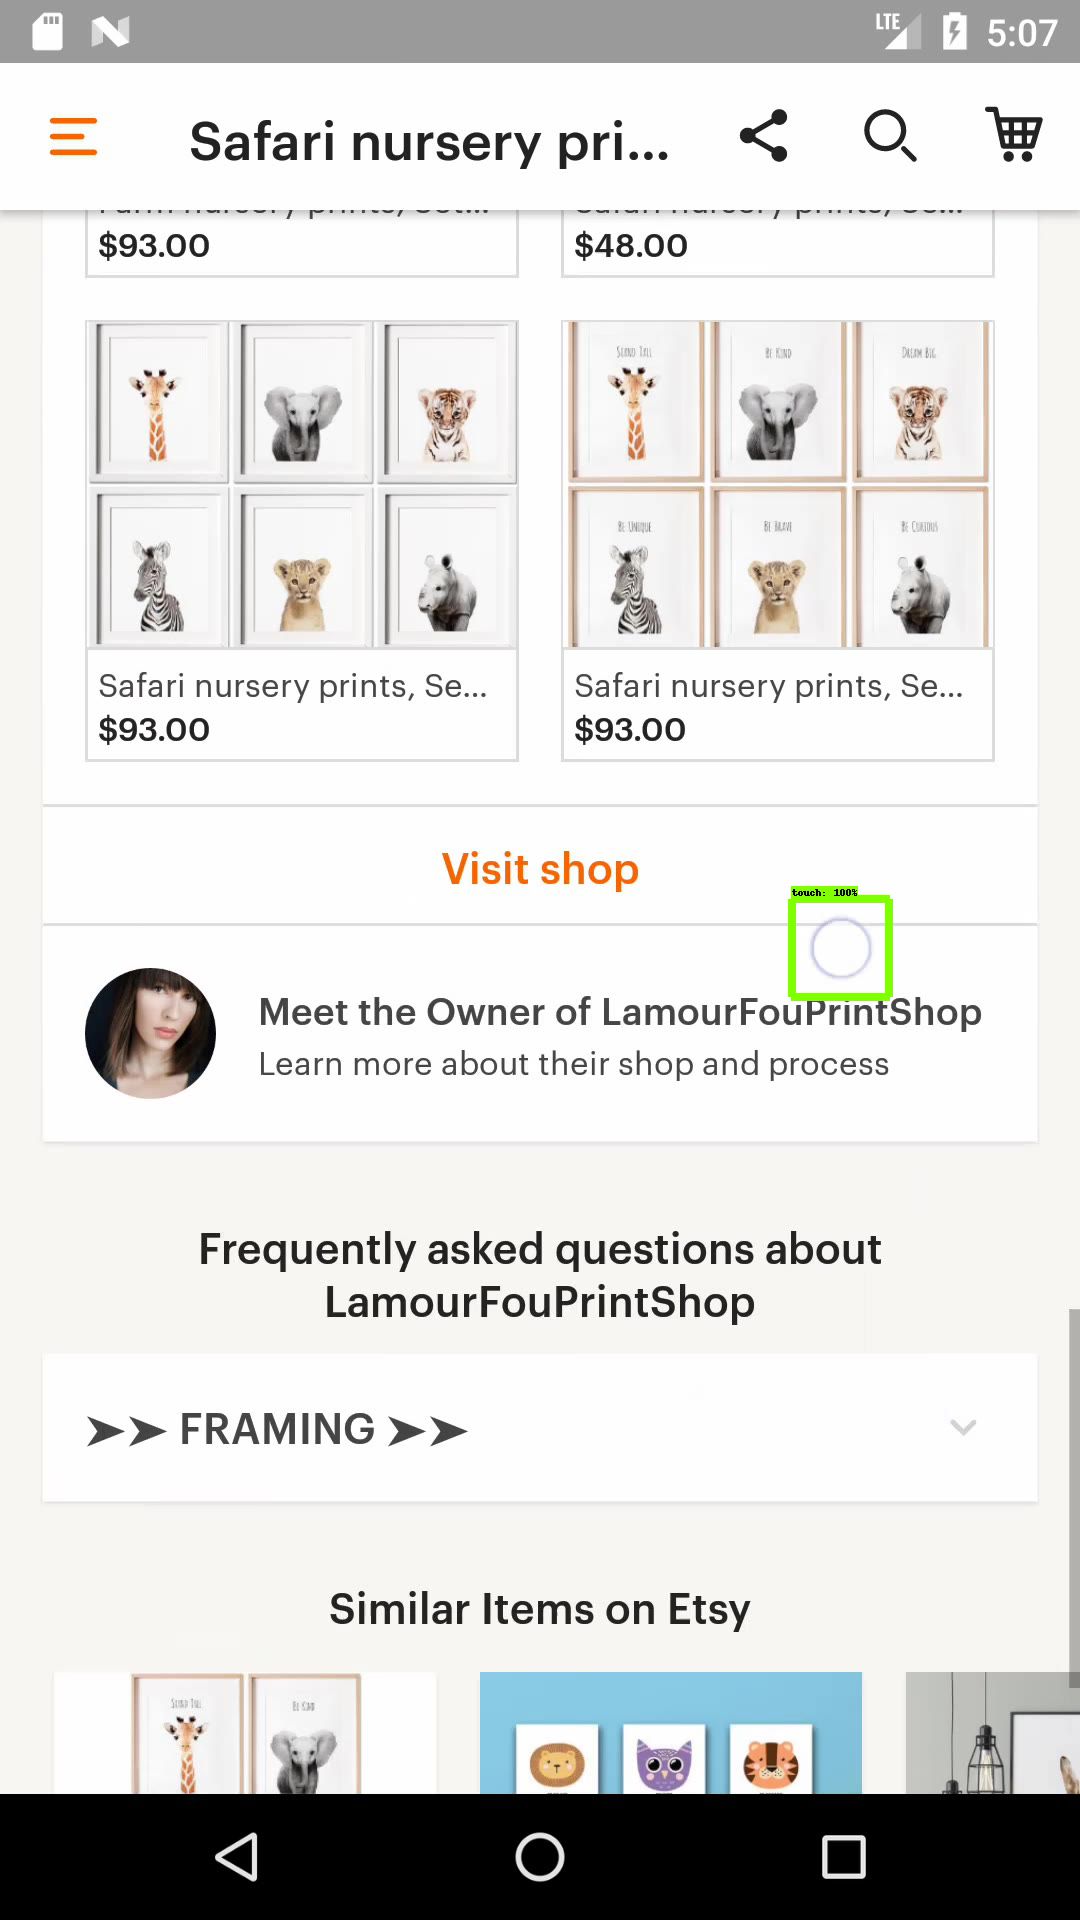 LTE 5:07
Safari nursery pri...
$93.00
$48.00
STAND TALL
BE KIND
DREAM BIG
BE UNIQUE
BE BRAVE
BE CURIOUS
Safari nursery prints, Se...
$93.00
Safari nursery prints, Se...
$93.00
Visit shop
touch: 100%
Meet the Owner of LamourFouPrintShop
Learn more about their shop and process
Frequently asked questions about
LamourFouPrintShop
➤➤ FRAMING ➤➤
Similar Items on Etsy
STAND TALL
BE KIND